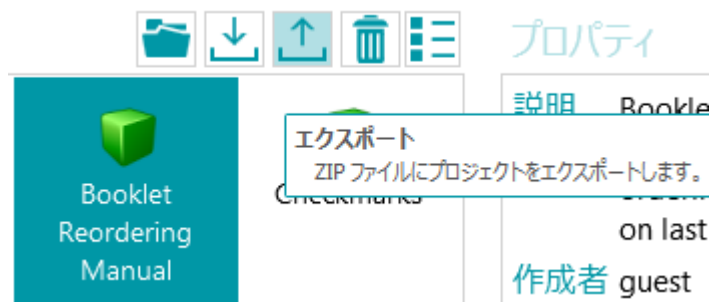 プロパティ
説明 Bookle
エクスポート
ZIP ファイルにプロジェクトをエクスポートします。
Booklet
Reordering
Manual
Checkmarks
on last
作成者 guest